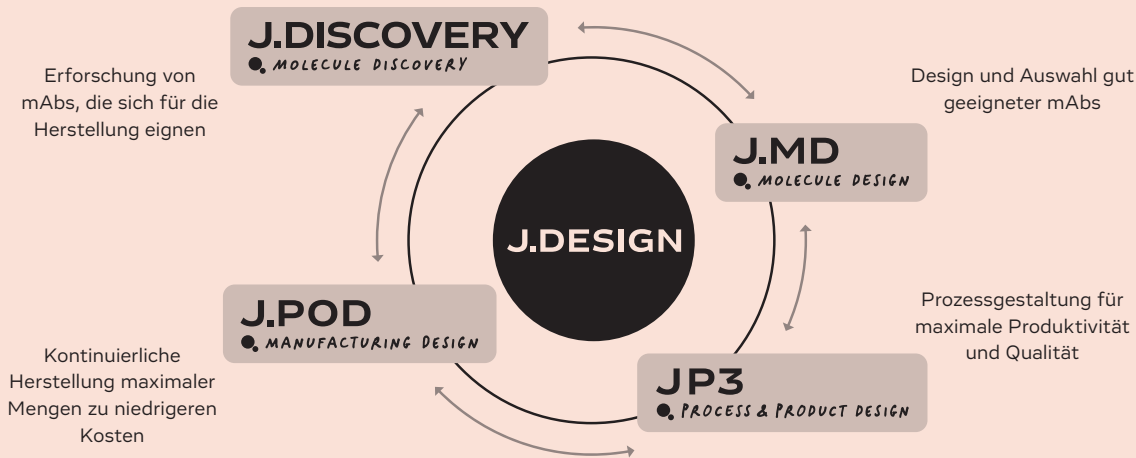 J.DISCOVERY
MOLECULE DISCOVERY
Erforschung von
mAbs, die sich für die
Herstellung eignen
Design und Auswahl gut
geeigneter mAbs
J.MD
MOLECULE DESIGN
J.DESIGN
J.POD
MANUFACTURING DESIGN
Prozessgestaltung für
maximale Produktivität
und Qualität
Kontinuierliche
Herstellung maximaler
Mengen zu niedrigeren
Kosten
JP3
PROCESS & PRODUCT DESIGN